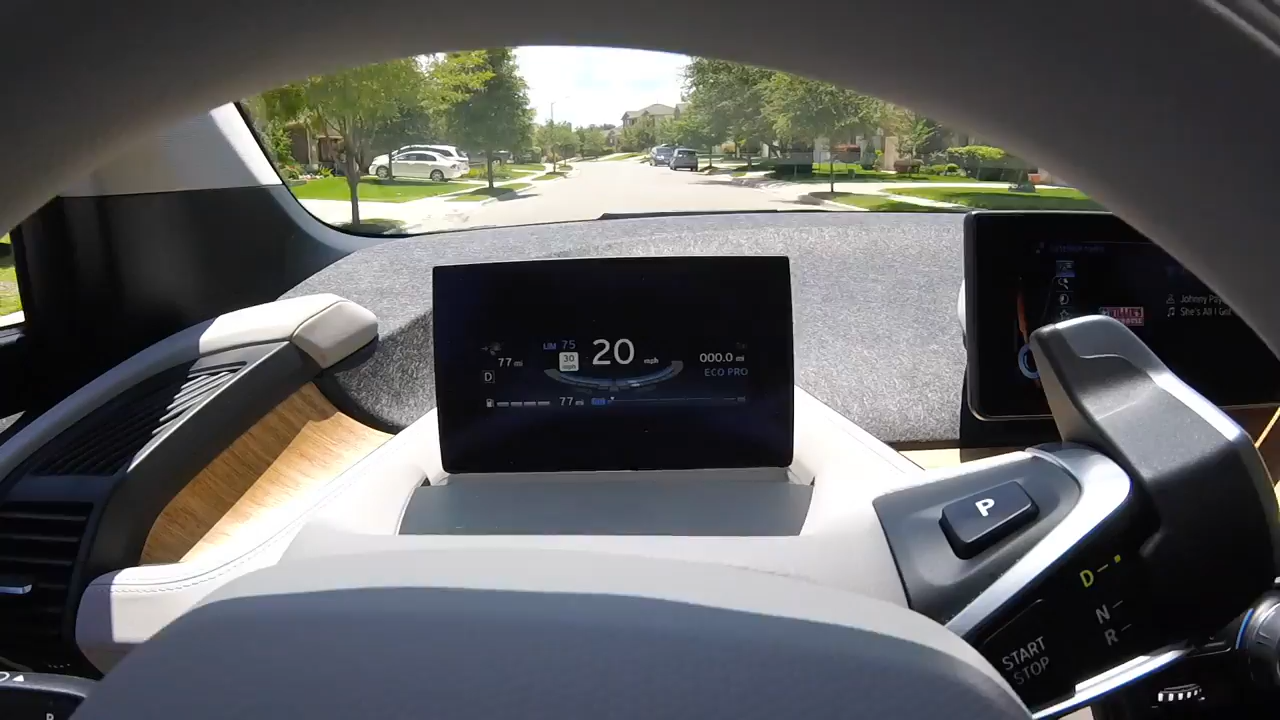 LIM 75
20 mph
30
mph
77 mi
D
000.0 mi
ECO PRO
77 mi
Johnny Pay
She's All I Got
P
D
N
R
START
STOP